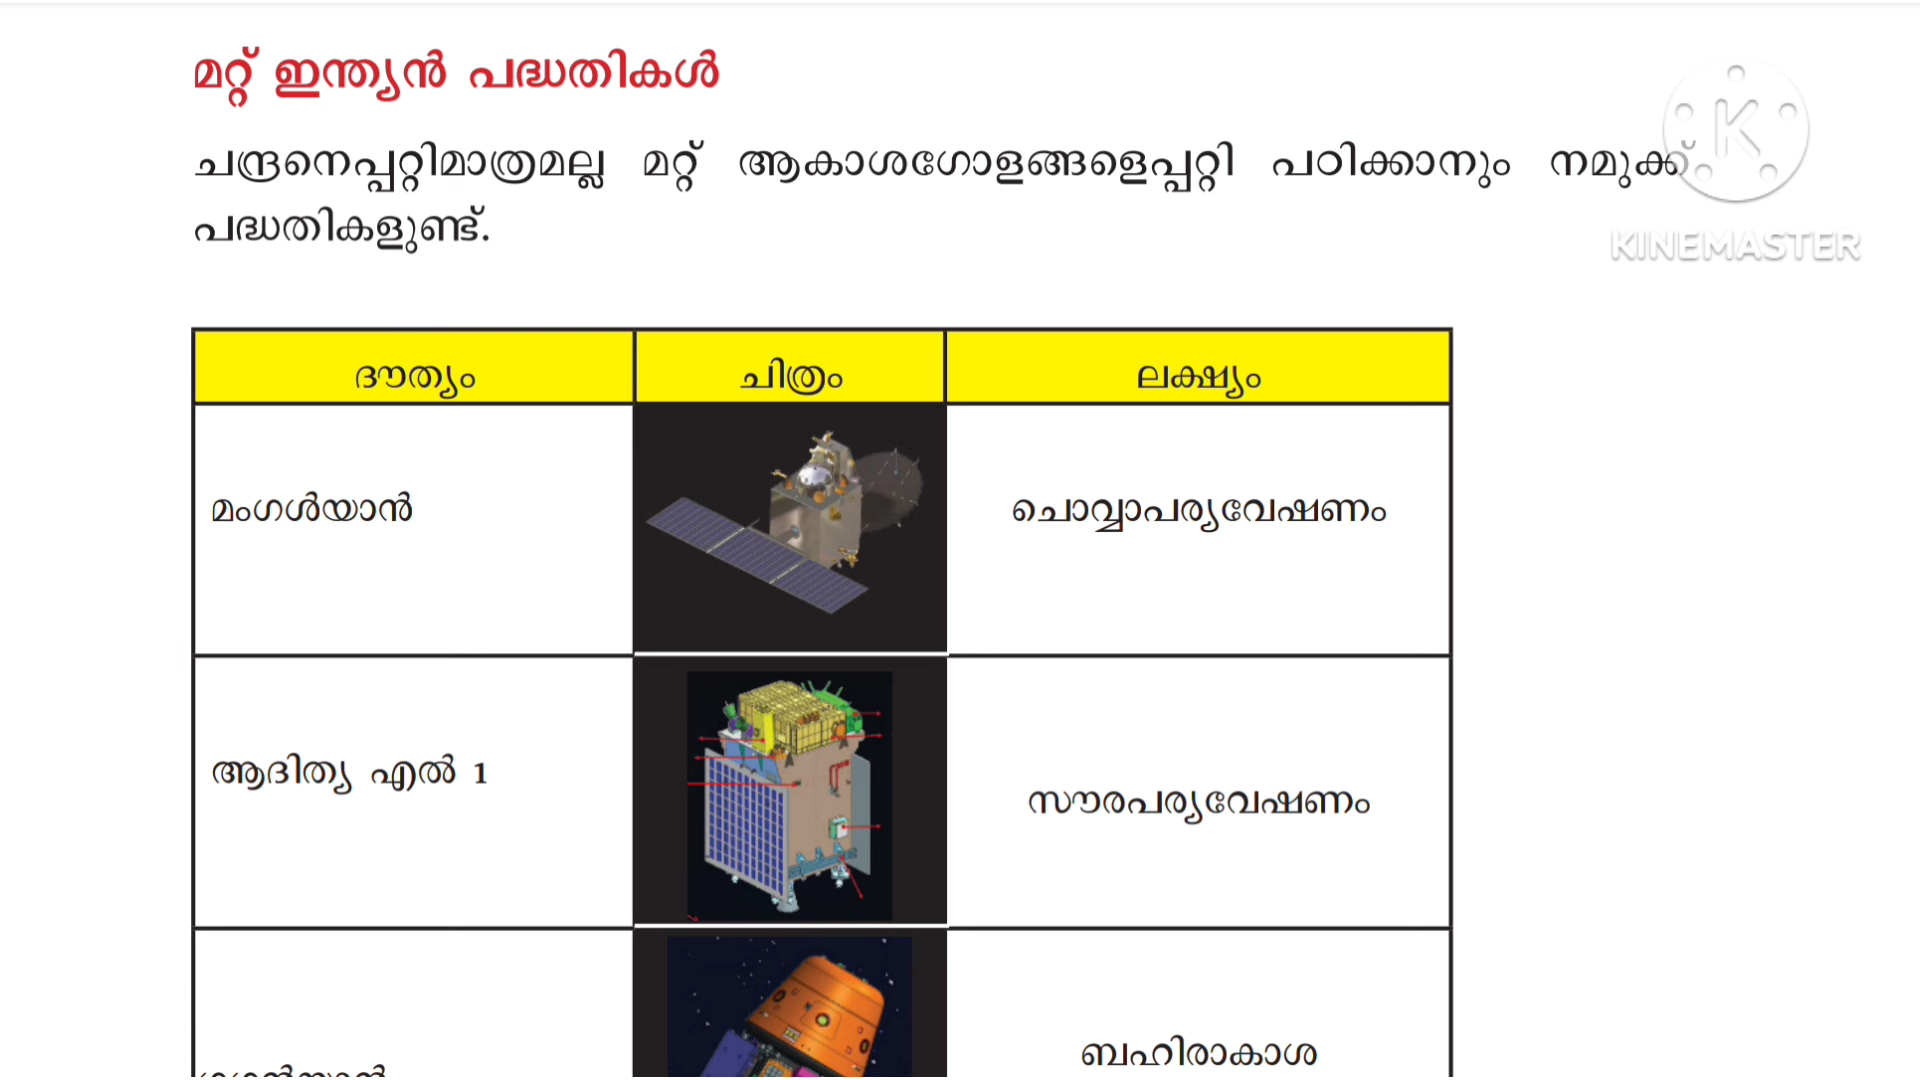 മറ്റ് ഇന്ത്യൻ പദ്ധതികൾ
ചന്ദ്രനെപ്പറ്റിമാത്രമല്ല മറ്റ് ആകാശഗോളങ്ങളെപ്പറ്റി പഠിക്കാനും നമുക്ക്
പദ്ധതികളുണ്ട്.
K
KINEMASTER
ദൗത്യം ചിത്രം ലക്ഷ്യം
മംഗൾയാൻ ചൊവ്വാപര്യവേഷണം
ആദിത്യ എൽ 1 സൗരപര്യവേഷണം
ബഹിരാകാശ